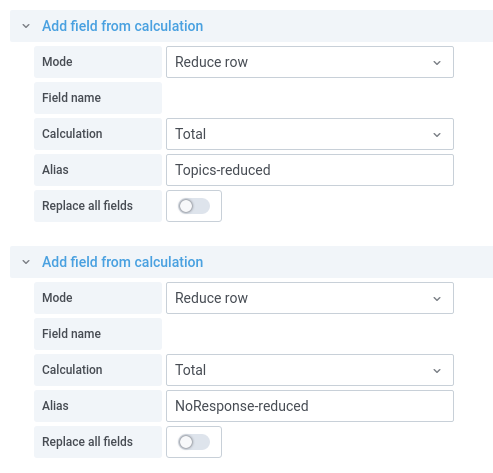 Add field from calculation
Mode Reduce row
Field name
Calculation Total
Alias Topics-reduced
Replace all fields
Add field from calculation
Mode Reduce row
Field name
Calculation Total
Alias NoResponse-reduced
Replace all fields